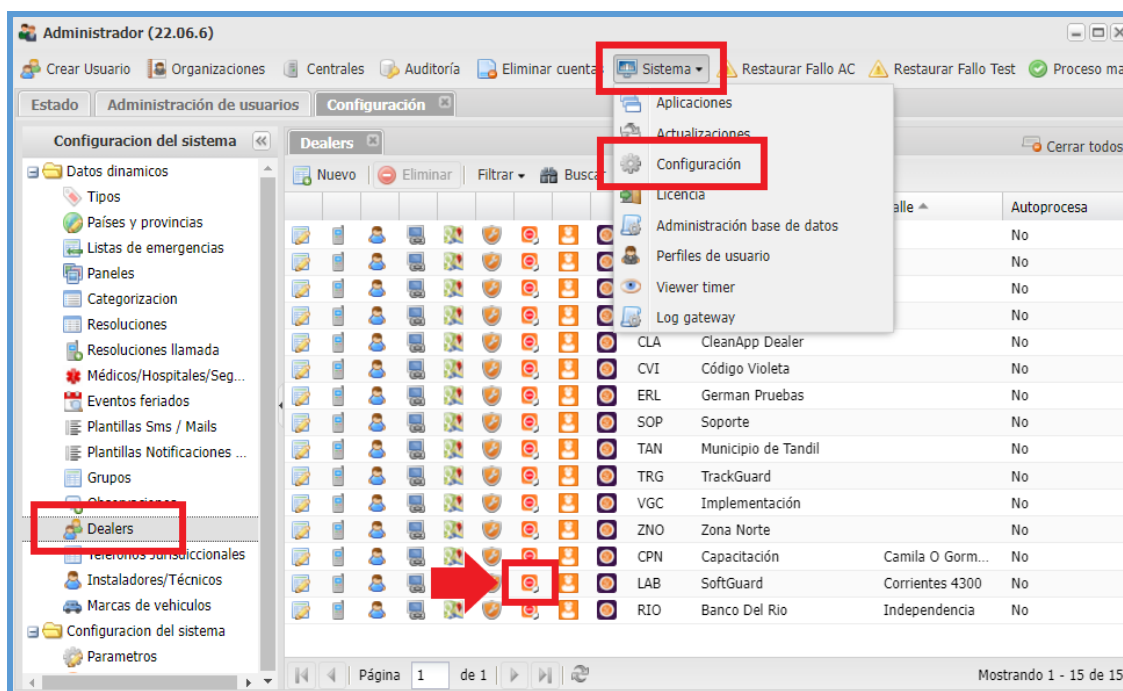 Administrador (22.06.6)
Crear Usuario Organizaciones Centrales Auditoría Eliminar cuenta Sistema Restaurar Fallo AC Restaurar Fallo Test Proceso ma
Estado Administración de usuarios Configuración
Configuracion del sistema
Datos dinamicos
Tipos
Países y provincias
Listas de emergencias
Paneles
Categorizacion
Resoluciones
Resoluciones llamada
Médicos/Hospitales/Seg...
Eventos feriados
Plantillas Sms / Mails
Plantillas Notificaciones ...
Grupos
Observaciones
Dealers
Telefonos Jurisdiccionales
Instaladores/Técnicos
Marcas de vehiculos
Configuracion del sistema
Parametros
Dealers Cerrar todos
Nuevo Eliminar Filtrar Buscar
Aplicaciones
Actualizaciones
Configuración
Licencia
Administración base de datos
Perfiles de usuario
Viewer timer
Log gateway
alle Autoprocesa
No
No
No
No
CLA CleanApp Dealer No
CVI Código Violeta No
ERL German Pruebas No
SOP Soporte No
TAN Municipio de Tandil No
TRG TrackGuard No
VGC Implementación No
ZNO Zona Norte No
CPN Capacitación Camila O Gorm... No
LAB SoftGuard Corrientes 4300 No
RIO Banco Del Rio Independencia No
Página 1 de 1 Mostrando 1 - 15 de 15